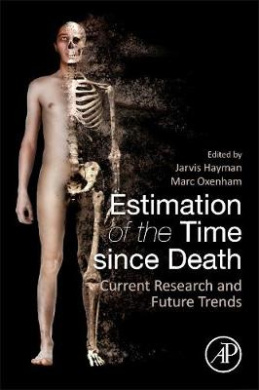 Edited by
Jarvis Hayman
Marc Oxenham
Estimation
of the Time
since Death
Current Research and
Future Trends
AP